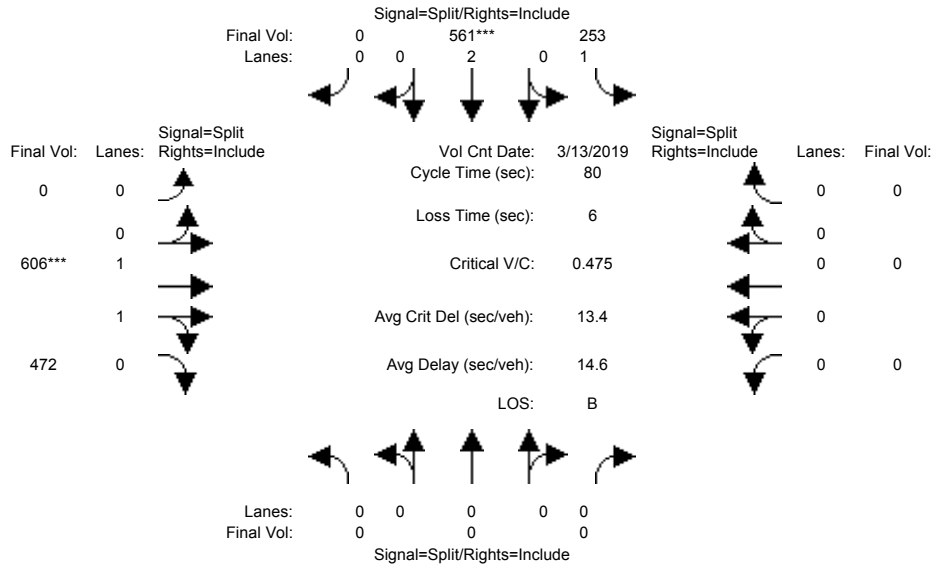 Signal=Split/Rights=Include
Final Vol: 0 561*** 253
Lanes: 0 0 2 0 1
Signal=Split Signal=Split
Final Vol: Lanes: Rights=Include Vol Cnt Date: 3/13/2019 Rights=Include Lanes: Final Vol:
Cycle Time (sec): 80
0 0 0 0
Loss Time (sec): 6
0 0
606*** 1 Critical V/C: 0.475 0 0
1 Avg Crit Del (sec/veh): 13.4 0
472 0 Avg Delay (sec/veh): 14.6 0 0
LOS: B
Lanes: 0 0 0 0 0
Final Vol: 0 0 0
Signal=Split/Rights=Include